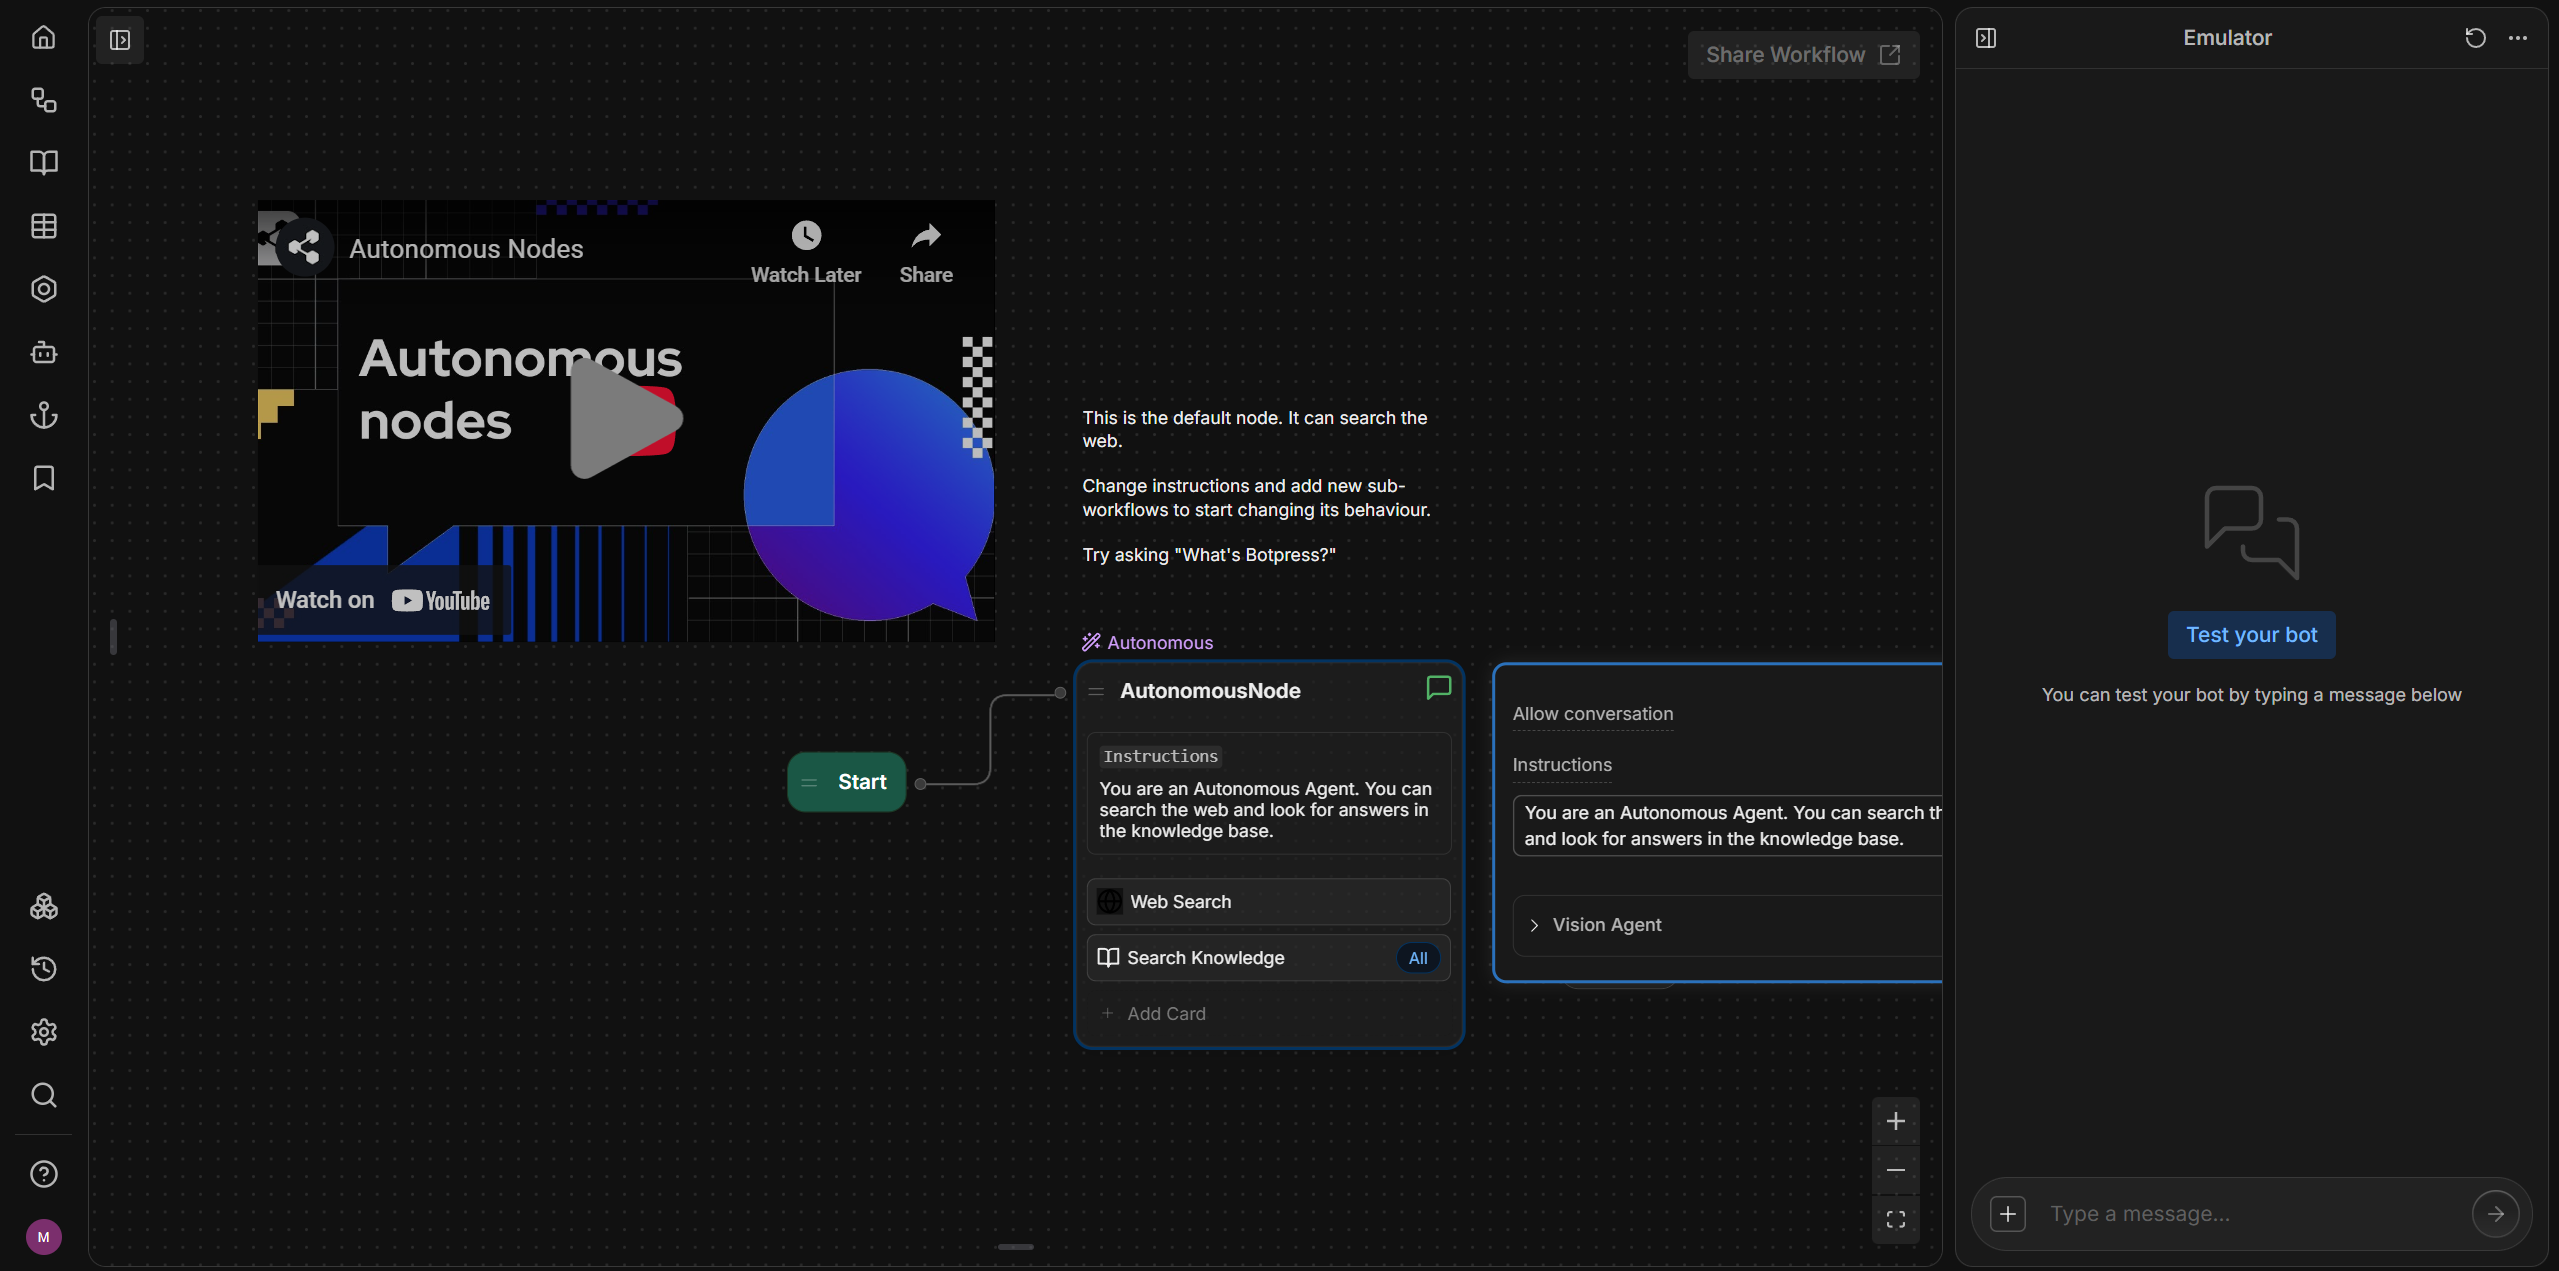 Share Workflow
Emulator
Autonomous Nodes
Watch Later
Share
Autonomous
nodes
Watch on YouTube
This is the default node. It can search the
web.
Change instructions and add new sub-
workflows to start changing its behaviour.
Try asking "What's Botpress?"
Autonomous
AutonomousNode
Instructions
You are an Autonomous Agent. You can
search the web and look for answers in
the knowledge base.
Web Search
Search Knowledge
All
Add Card
Start
Allow conversation
Instructions
You are an Autonomous Agent. You can search th
and look for answers in the knowledge base.
Vision Agent
Test your bot
You can test your bot by typing a message below
Type a message...
M